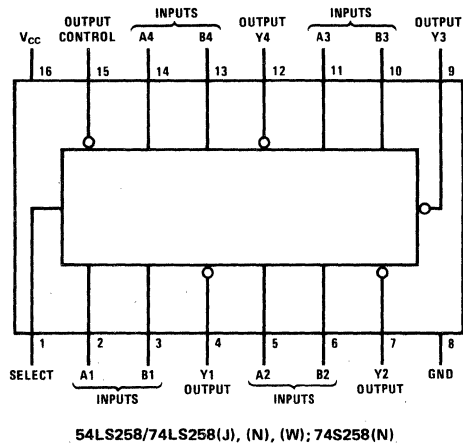 INPUTS INPUTS
OUTPUT OUTPUT OUTPUT
VCC CONTROL A4 B4 Y4 A3 B3 Y3
16 15 14 13 12 11 10 9
1 2 3 4 5 6 7 8
SELECT A1 B1 Y1 A2 B2 Y2 GND
INPUTS OUTPUT INPUTS OUTPUT
54LS258/74LS258(J), (N), (W); 74S258(N)